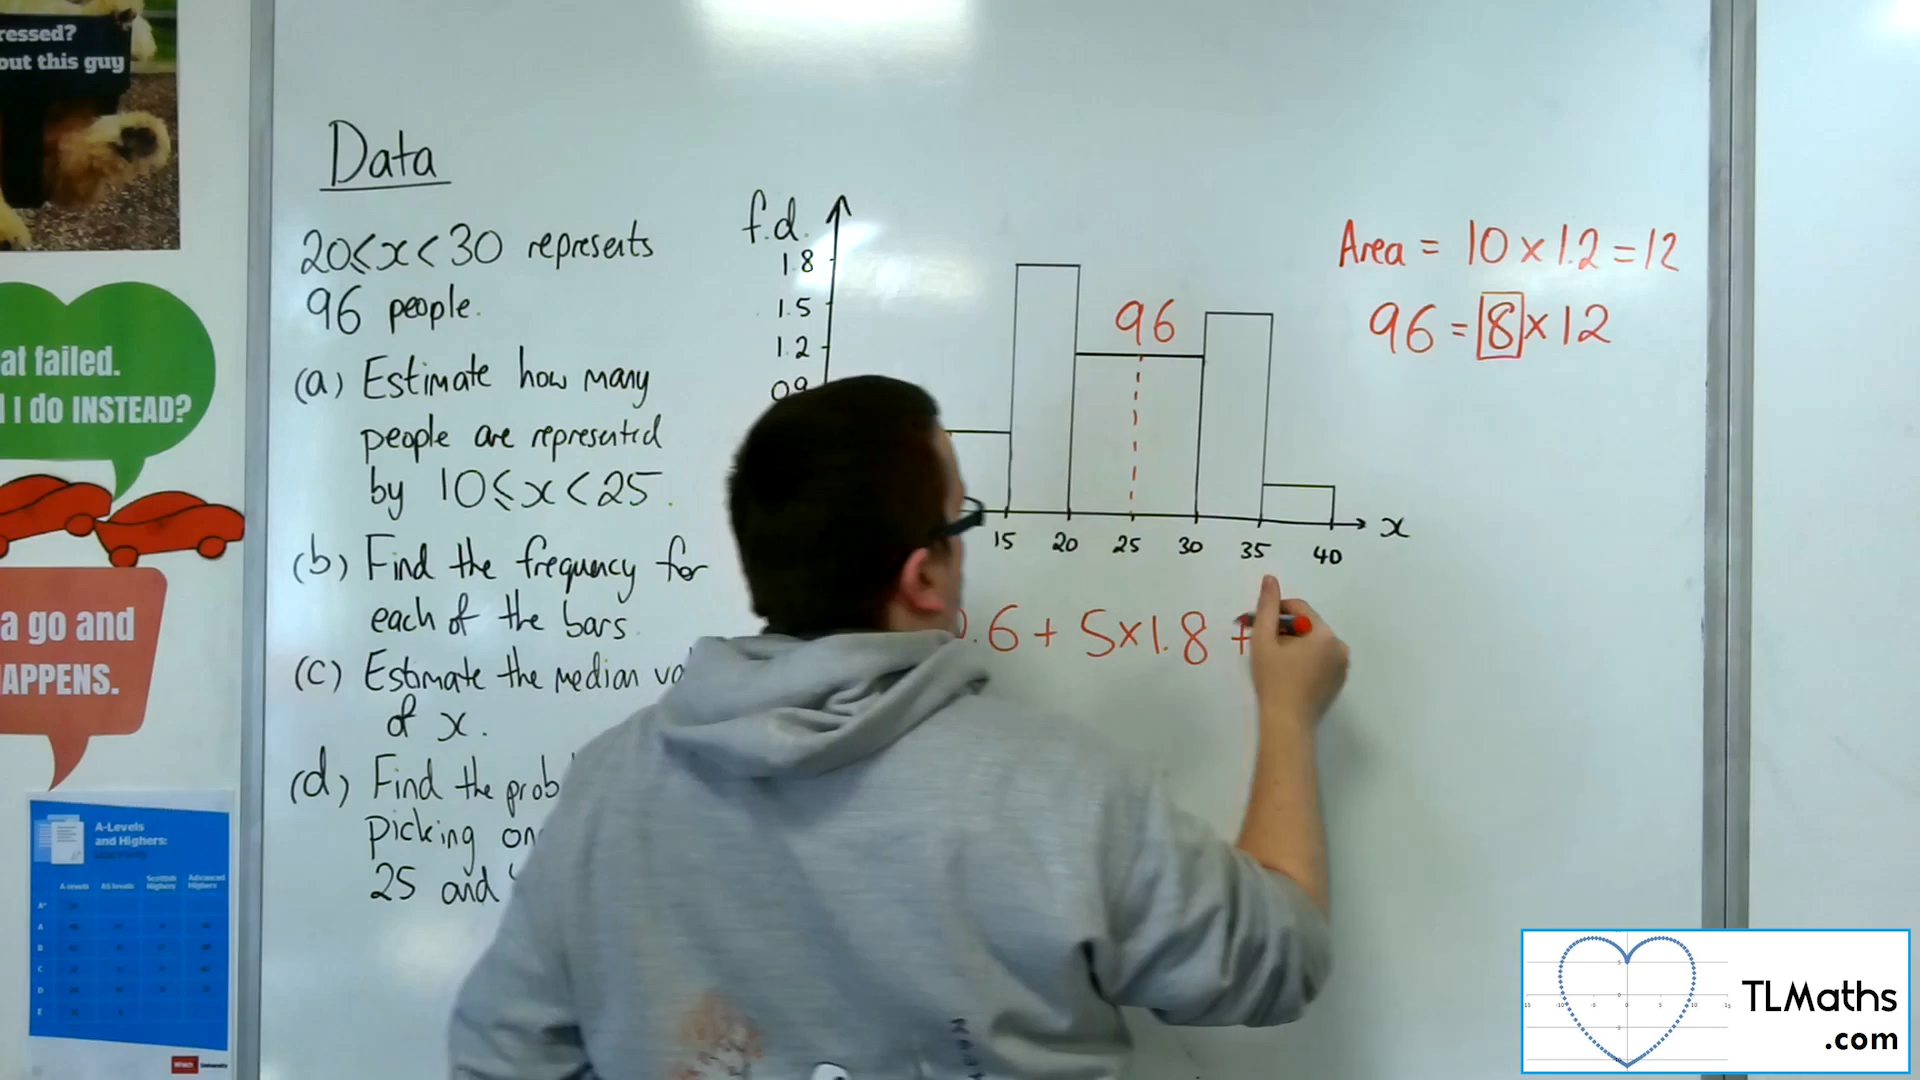 ressed?
out this guy
at failed.
I do INSTEAD?
a go and
APPENS.
A-Levels
and Highers:
Data
20≤x<30 represents
96 people.
(a) Estimate how many
people are represented
by 10≤x<25.
(b) Find the frequency for
each of the bars.
(c) Estimate the median
of x.
(d) Find the
picking
25 and
f.d.
1.8
1.5
1.2
0.9
96
15 20 25 30 35 40 x
.6 + 5×1.8 +
Area = 10×1.2=12
96 = 8×12
TLMaths
.com